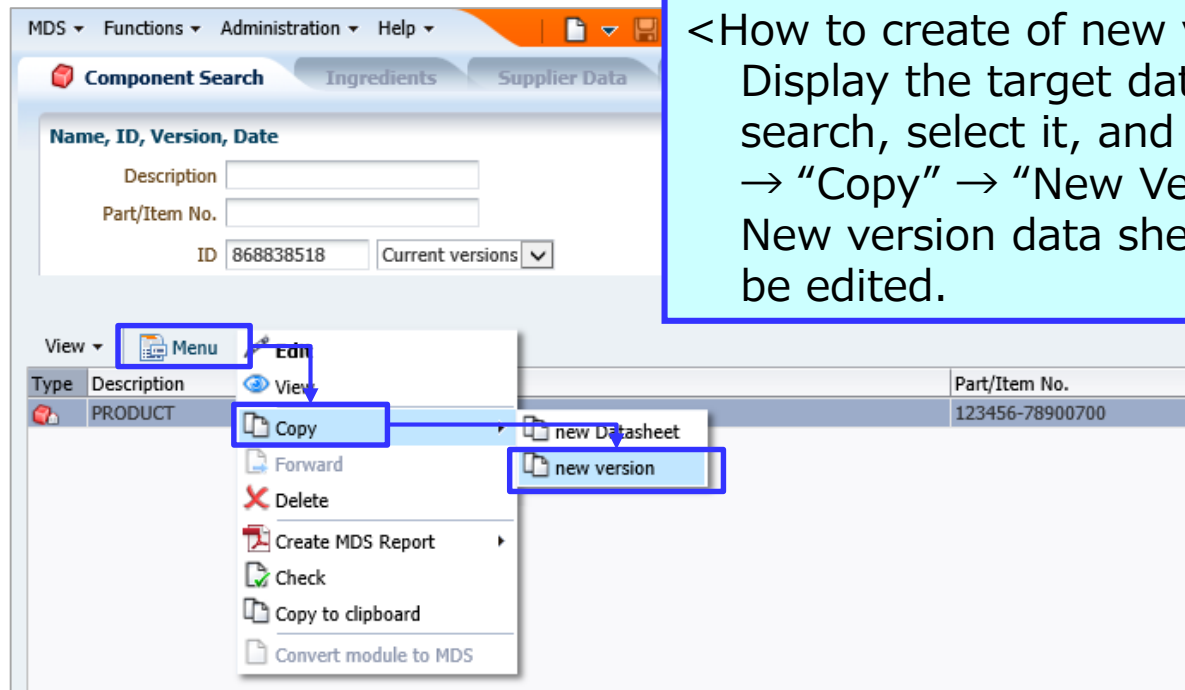 MDS Functions Administration Help
Component Search Ingredients Supplier Data
Name, ID, Version, Date
Description
Part/Item No.
ID 868838518 Current versions
<How to create of new
Display the target
search, select it, and
→ “Copy” → “New
New version data
be edited.
View Menu
Type Description Part/Item No.
PRODUCT 123456-78900700
Edit
View
Copy
new Datasheet
new version
Forward
Delete
Create MDS Report
Check
Copy to clipboard
Convert module to MDS